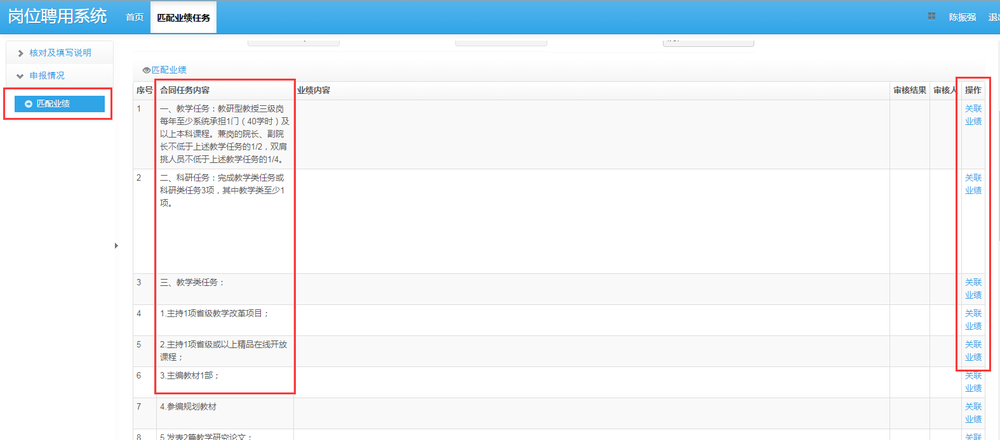 岗位聘用系统 首页 匹配业绩任务 陈振强
核对及填写说明
申报情况
匹配业绩
匹配业绩
序号 合同任务内容 业绩内容 审核结果 审核人 操作
1 一、教学任务：教研型教授三级岗 关联
每年至少系统承担1门（40学时）及 业绩
以上本科课程。兼岗的院长、副院
长不低于上述教学任务的1/2，双肩
挑人员不低于上述教学任务的1/4。
2 二、科研任务：完成教学类任务或 关联
科研类任务3项，其中教学类至少1 业绩
项。
3 三、教学类任务： 关联
业绩
4 1.主持1项省级教学改革项目； 关联
业绩
5 2.主持1项省级或以上精品在线开放 关联
课程； 业绩
6 3.主编教材1部； 关联
业绩
7 4.参编规划教材 关联
业绩
8 5.发表2篇教学研究论文； 关联